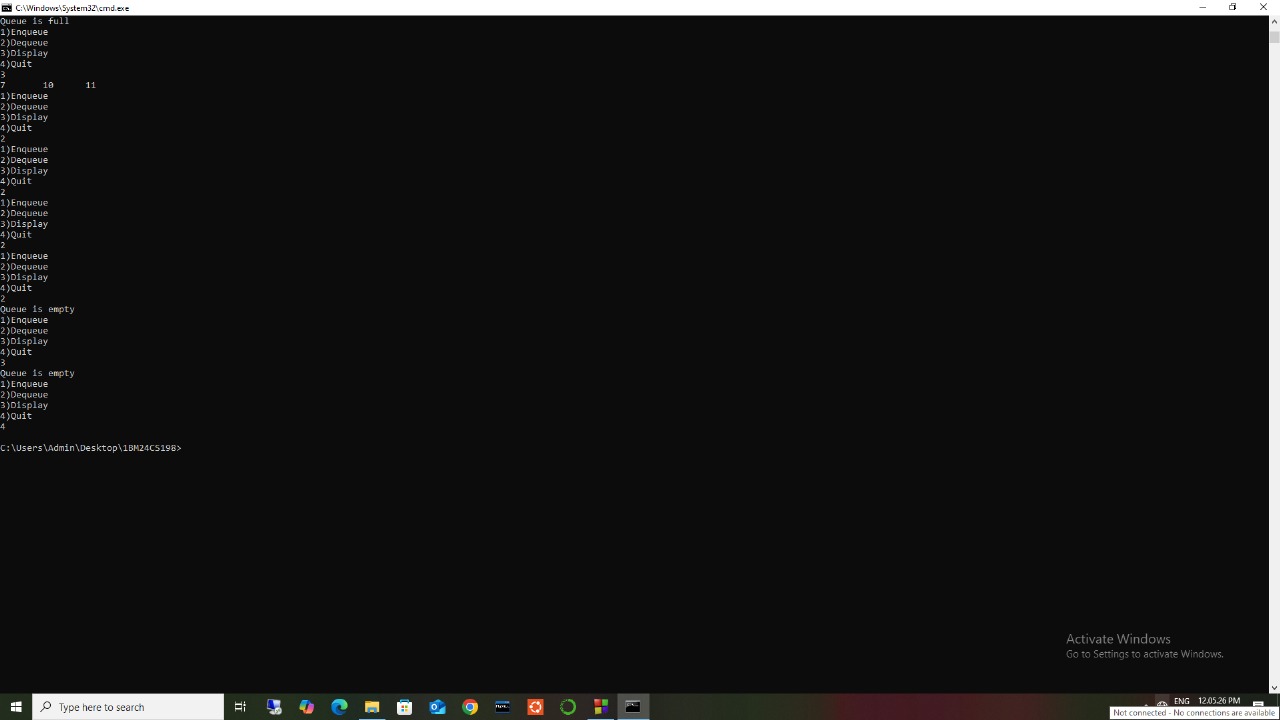 C:\Windows\System32\cmd.exe
Queue is full
1)Enqueue
2)Dequeue
3)Display
4)Quit
3
7 10 11
1)Enqueue
2)Dequeue
3)Display
4)Quit
2
1)Enqueue
2)Dequeue
3)Display
4)Quit
2
1)Enqueue
2)Dequeue
3)Display
4)Quit
2
1)Enqueue
2)Dequeue
3)Display
4)Quit
2
Queue is empty
1)Enqueue
2)Dequeue
3)Display
4)Quit
3
Queue is empty
1)Enqueue
2)Dequeue
3)Display
4)Quit
4
C:\Users\Admin\Desktop\1BM24CS198>
Activate Windows
Go to Settings to activate Windows.
Type here to search
ENG 12.05.26 PM
Not connected - No connections are available